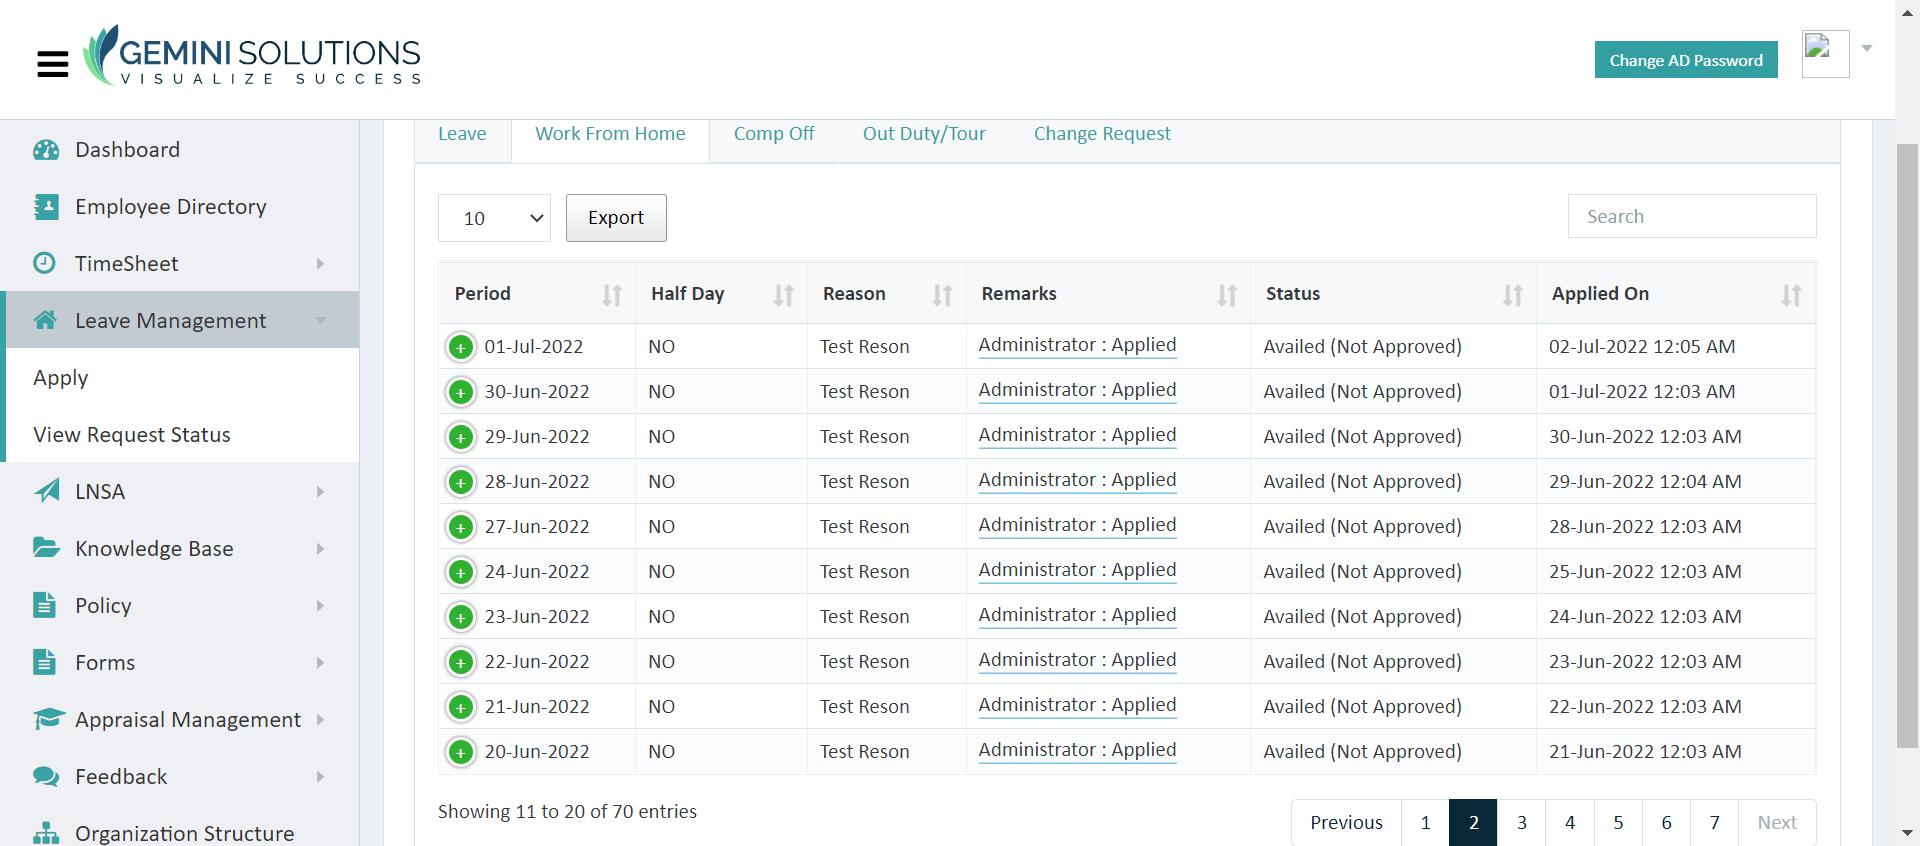 GEMINI SOLUTIONS
VISUALIZE SUCCESS
Change AD Password
Dashboard
Employee Directory
TimeSheet
Leave Management
Apply
View Request Status
LNSA
Knowledge Base
Policy
Forms
Appraisal Management
Feedback
Organization Structure
Leave Work From Home Comp Off Out Duty/Tour Change Request
10 Export Search
Period Half Day Reason Remarks Status Applied On
01-Jul-2022 NO Test Reson Administrator : Applied Availed (Not Approved) 02-Jul-2022 12:05 AM
30-Jun-2022 NO Test Reson Administrator : Applied Availed (Not Approved) 01-Jul-2022 12:03 AM
29-Jun-2022 NO Test Reson Administrator : Applied Availed (Not Approved) 30-Jun-2022 12:03 AM
28-Jun-2022 NO Test Reson Administrator : Applied Availed (Not Approved) 29-Jun-2022 12:04 AM
27-Jun-2022 NO Test Reson Administrator : Applied Availed (Not Approved) 28-Jun-2022 12:03 AM
24-Jun-2022 NO Test Reson Administrator : Applied Availed (Not Approved) 25-Jun-2022 12:03 AM
23-Jun-2022 NO Test Reson Administrator : Applied Availed (Not Approved) 24-Jun-2022 12:03 AM
22-Jun-2022 NO Test Reson Administrator : Applied Availed (Not Approved) 23-Jun-2022 12:03 AM
21-Jun-2022 NO Test Reson Administrator : Applied Availed (Not Approved) 22-Jun-2022 12:03 AM
20-Jun-2022 NO Test Reson Administrator : Applied Availed (Not Approved) 21-Jun-2022 12:03 AM
Showing 11 to 20 of 70 entries
Previous 1 2 3 4 5 6 7 Next